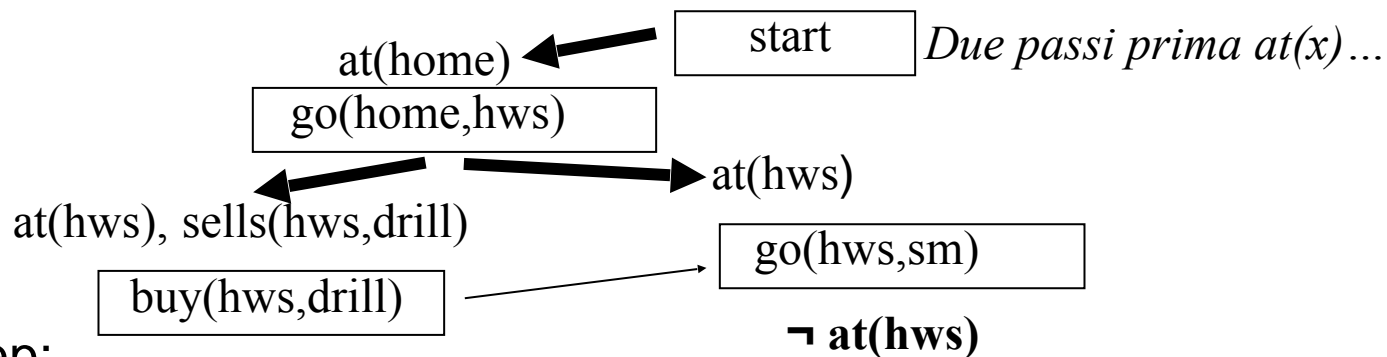 start Due passi prima at(x)…
at(home)
go(home,hws)
at(hws)
at(hws), sells(hws,drill)
go(hws,sm)
buy(hws,drill)
¬ at(hws)